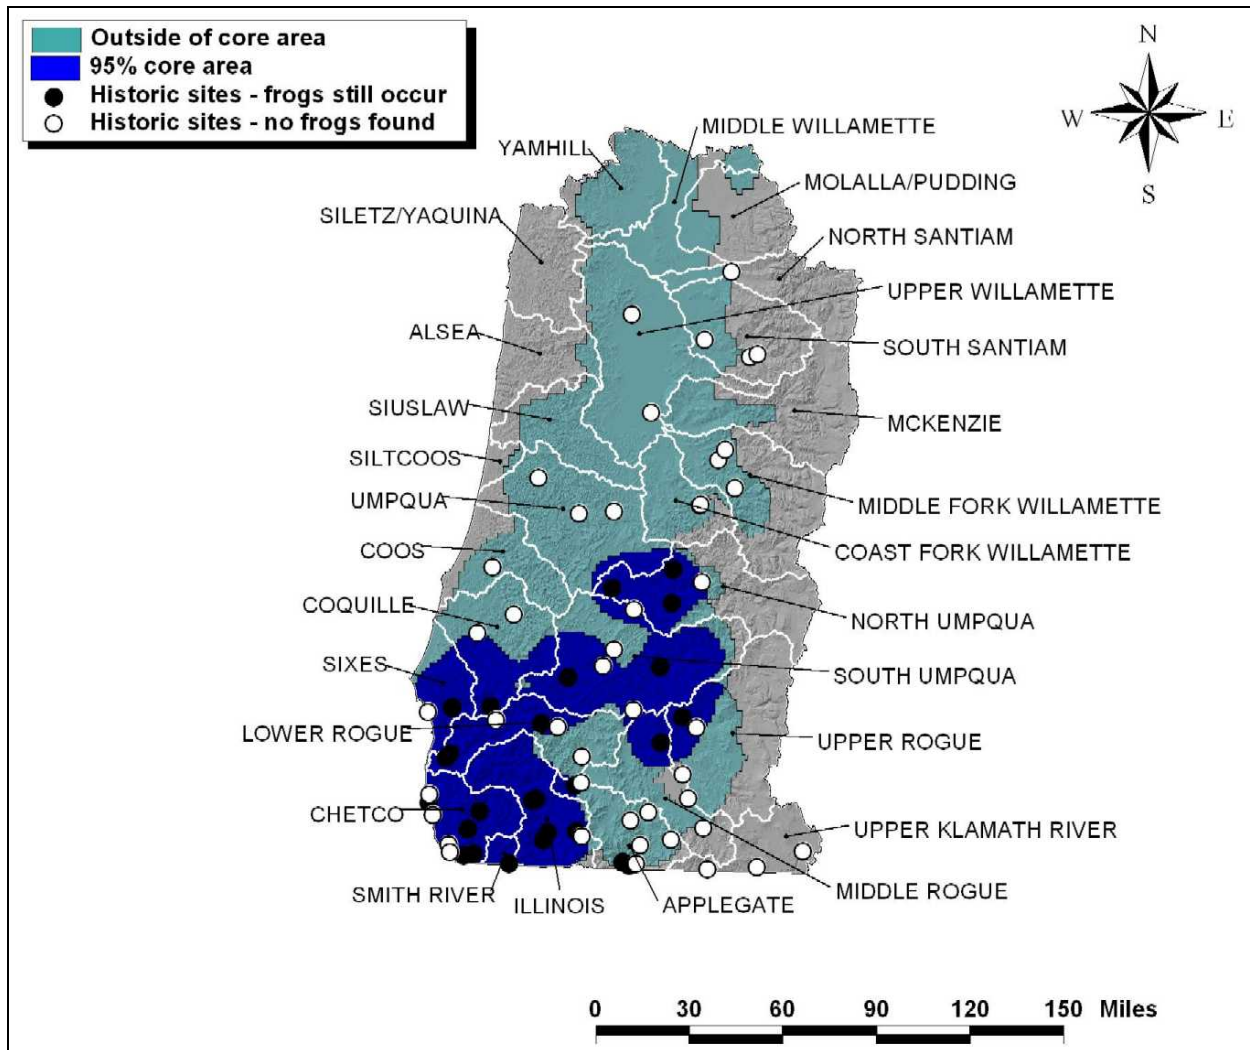 Outside of core area
95% core area
Historic sites - frogs still occur
Historic sites - no frogs found
N
W
E
S
MIDDLE WILLAMETTE
YAMHILL
MOLALLA/PUDDING
SILETZ/YAQUINA
NORTH SANTIAM
UPPER WILLAMETTE
ALSEA
SOUTH SANTIAM
SIUSLAW
MCKENZIE
SILTCOOS
UMPQUA
MIDDLE FORK WILLAMETTE
COOS
COAST FORK WILLAMETTE
COQUILLE
NORTH UMPQUA
SIXES
SOUTH UMPQUA
LOWER ROGUE
UPPER ROGUE
CHETCO
UPPER KLAMATH RIVER
SMITH RIVER
ILLINOIS
APPLEGATE
MIDDLE ROGUE
0 30 60 90 120 150 Miles